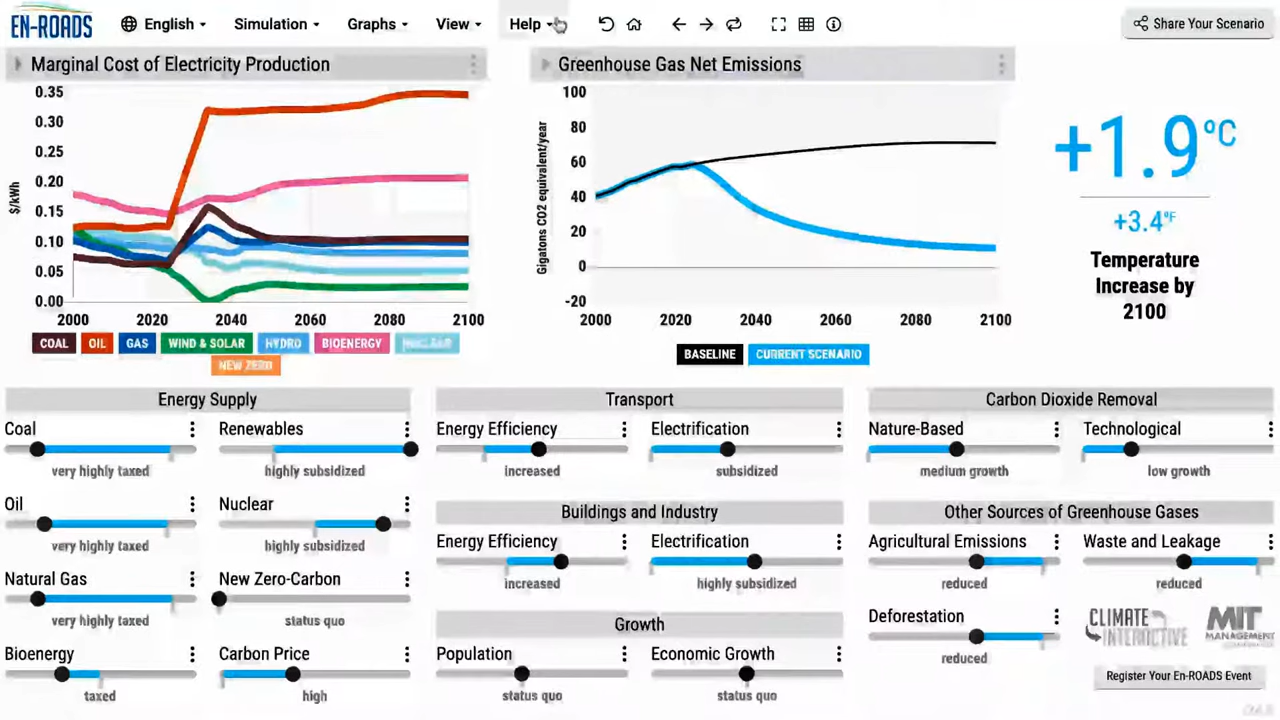 EN-ROADS
English
Simulation
Graphs
View
Help
Share Your Scenario
Marginal Cost of Electricity Production
$/kWh
0.35
0.30
0.25
0.20
0.15
0.10
0.05
0.00
2000 2020 2040 2060 2080 2100
COAL OIL GAS WIND & SOLAR HYDRO BIOENERGY NUCLEAR
NEW ZERO
Greenhouse Gas Net Emissions
Gigatons CO2 equivalent/year
100
80
60
40
20
0
-20
2000 2020 2040 2060 2080 2100
BASELINE CURRENT SCENARIO
+1.9°C
+3.4°F
Temperature
Increase by
2100
Energy Supply
Coal
very highly taxed
Renewables
highly subsidized
Oil
very highly taxed
Nuclear
highly subsidized
Natural Gas
very highly taxed
New Zero-Carbon
status quo
Bioenergy
taxed
Carbon Price
high
Transport
Energy Efficiency
increased
Electrification
subsidized
Buildings and Industry
Energy Efficiency
increased
Electrification
highly subsidized
Growth
Population
status quo
Economic Growth
status quo
Carbon Dioxide Removal
Nature-Based
medium growth
Technological
low growth
Other Sources of Greenhouse Gases
Agricultural Emissions
reduced
Waste and Leakage
reduced
Deforestation
reduced
CLIMATE
INTERACTIVE
MIT
MANAGEMENT
Register Your En-ROADS Event